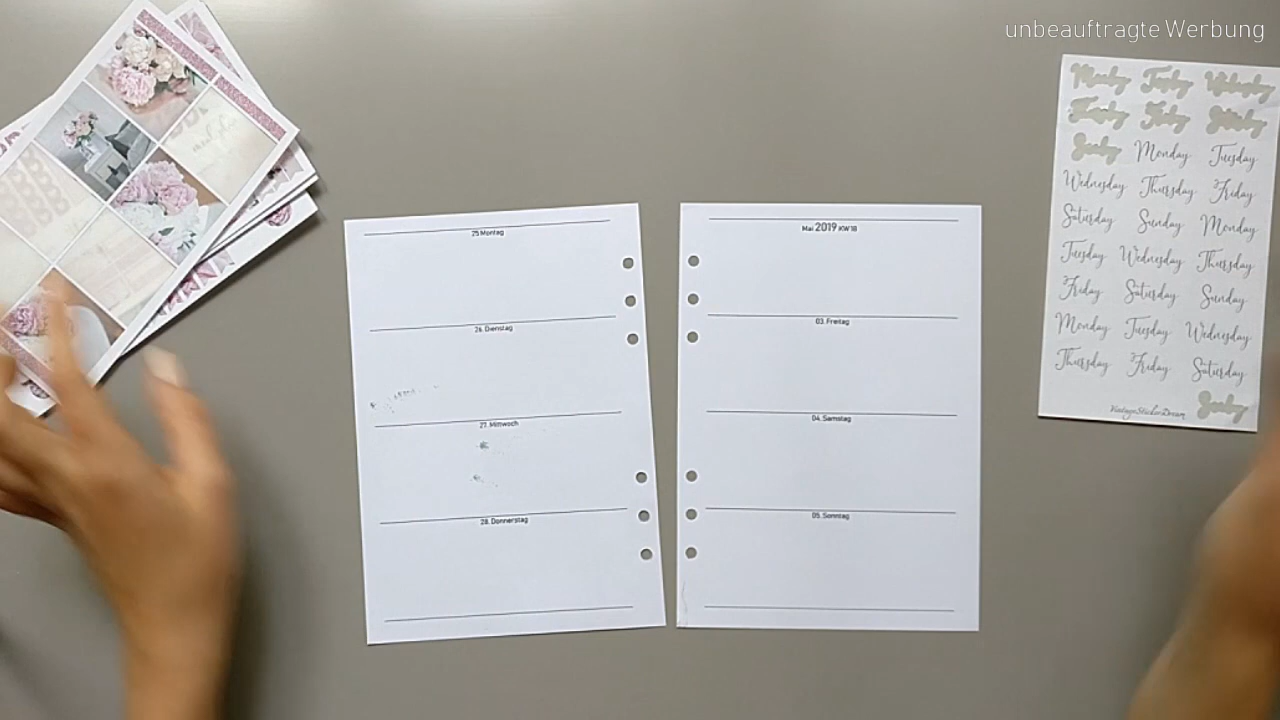 unbeauftragte Werbung
25 Montag
26. Dienstag
27. Mittwoch
28. Donnerstag
Mai 2019 KW18
03. Freitag
04. Samstag
05. Sonntag
Monday Tuesday Wednesday
Thursday Friday Saturday
Sunday Monday Tuesday
Wednesday Thursday Friday
Saturday Sunday Monday
Tuesday Wednesday Thursday
Friday Saturday Sunday
Monday Tuesday Wednesday
Thursday Friday Saturday
Sunday
VintageStickerDream